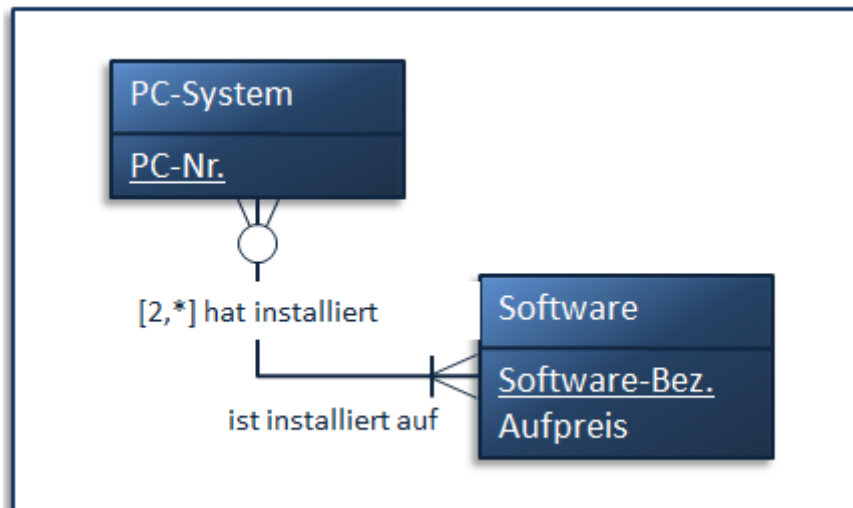 PC-System
PC-Nr.
[2,*] hat installiert
Software
Software-Bez.
Aufpreis
ist installiert auf